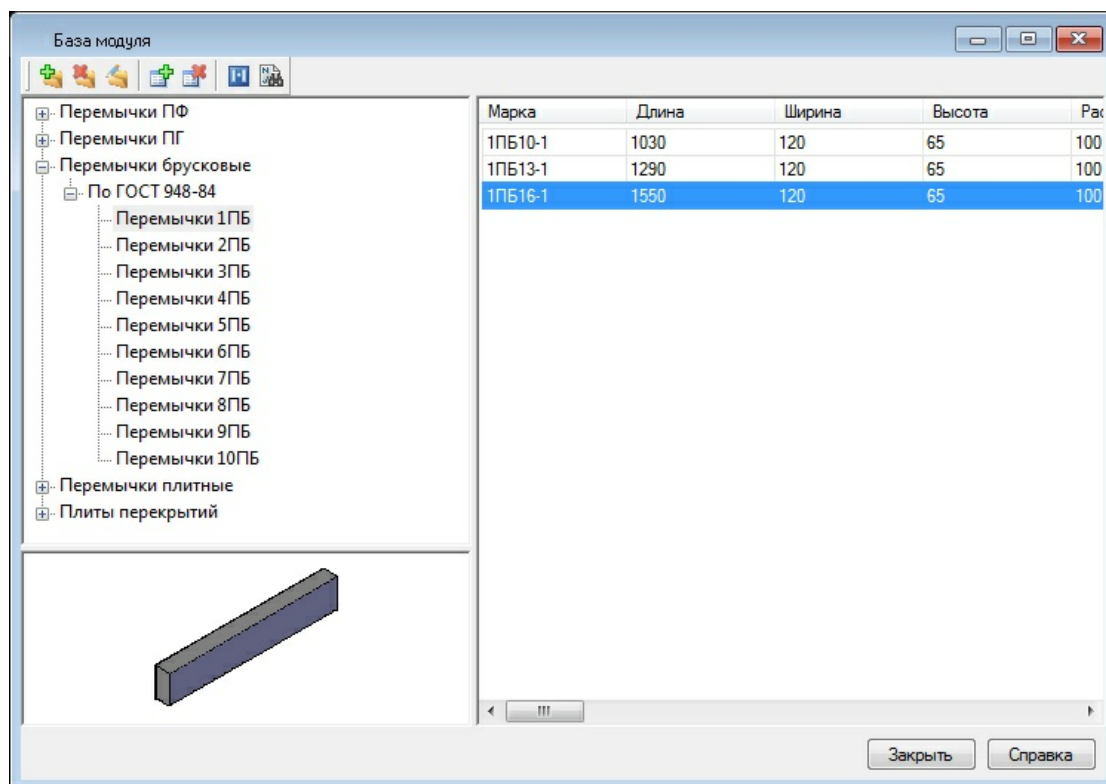 База модуля
Перемычки ПФ
Перемычки ПГ
Перемычки брусковые
По ГОСТ 948-84
Перемычки 1ПБ
Перемычки 2ПБ
Перемычки 3ПБ
Перемычки 4ПБ
Перемычки 5ПБ
Перемычки 6ПБ
Перемычки 7ПБ
Перемычки 8ПБ
Перемычки 9ПБ
Перемычки 10ПБ
Перемычки плитные
Плиты перекрытий
Марка Длина Ширина Высота Рас
1ПБ10-1 1030 120 65 100
1ПБ13-1 1290 120 65 100
1ПБ16-1 1550 120 65 100
Закрыть Справка